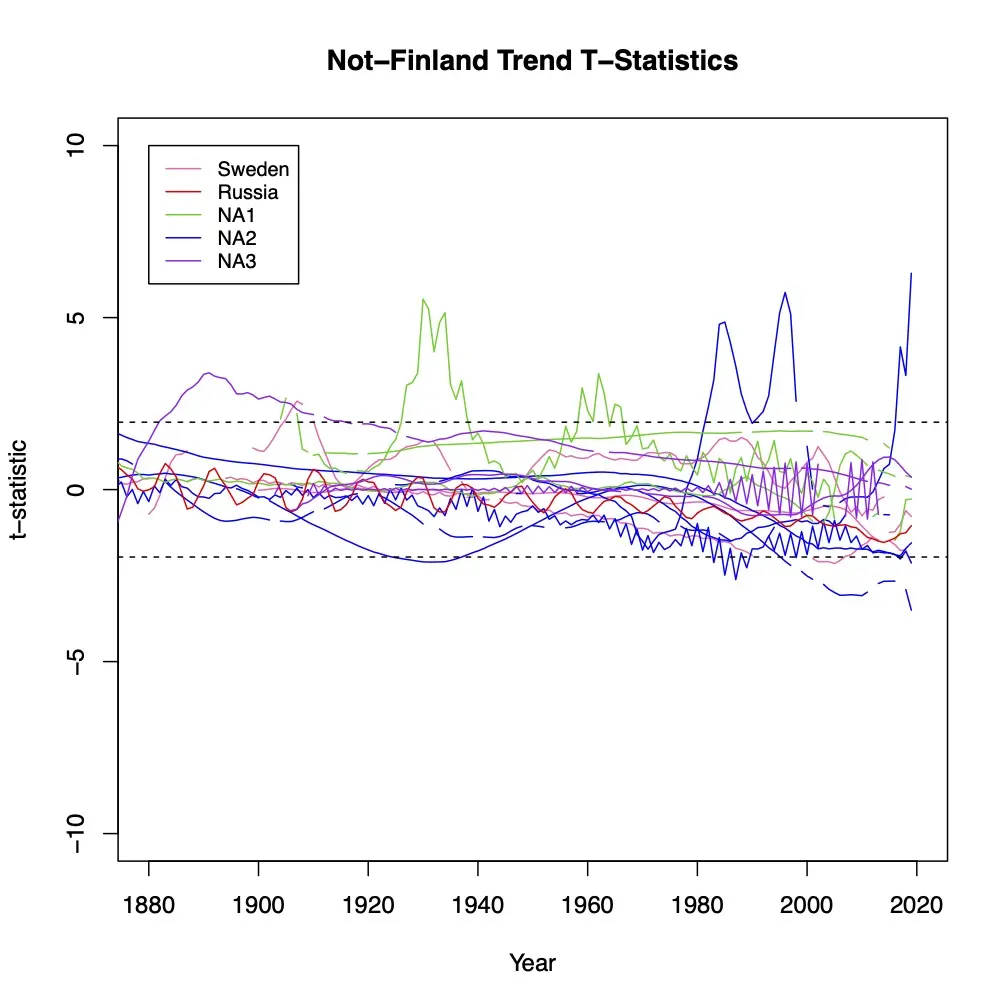 Not−Finland Trend T−Statistics
10
5
0
−5
−10
t−statistic
Sweden
Russia
NA1
NA2
NA3
1880 1900 1920 1940 1960 1980 2000 2020
Year